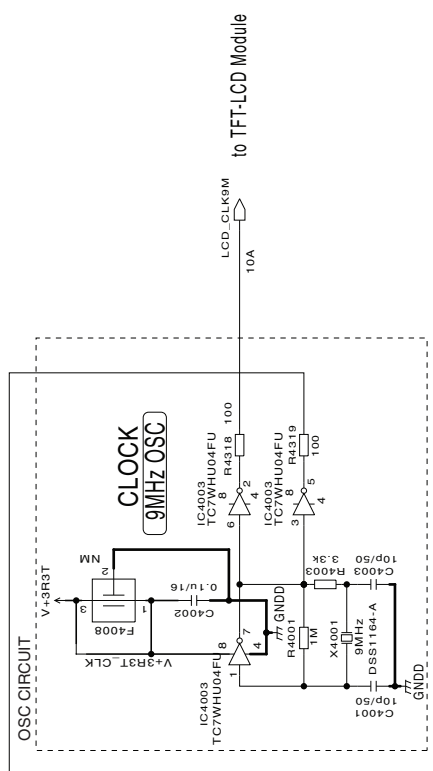 OSC CIRCUIT
V+3R3T
3
2
NM
1
F4008
V+3R3T_CLK
C4002
0.1u/16
CLOCK
9MHz OSC
IC4003
TC7WHU04FU
1
8
7
4
GNDD
IC4003
TC7WHU04FU
6
8
2
4
R4318
100
LCD_CLK9M
10A
to TFT-LCD Module
IC4003
TC7WHU04FU
3
8
5
4
R4319
100
R4001
1M
R4003
3.3k
X4001
9MHz
DSS1164-A
C4001
10p/50
C4003
10p/50
GNDD